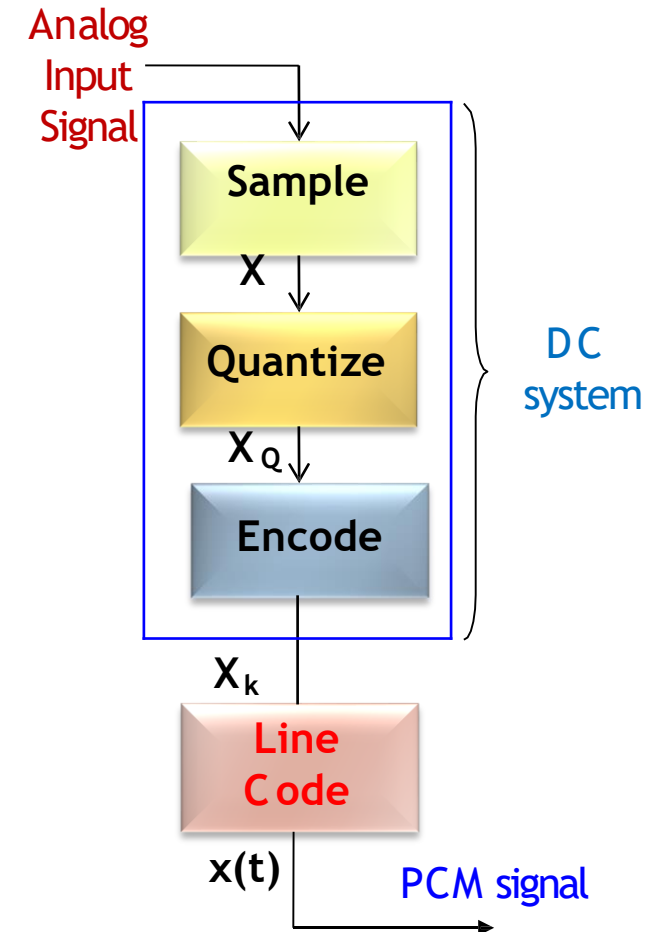 Analog
Input
Signal
Sample
X
Quantize
XQ
Encode
DC
system
Xk
Line
Code
x(t)
PCM signal